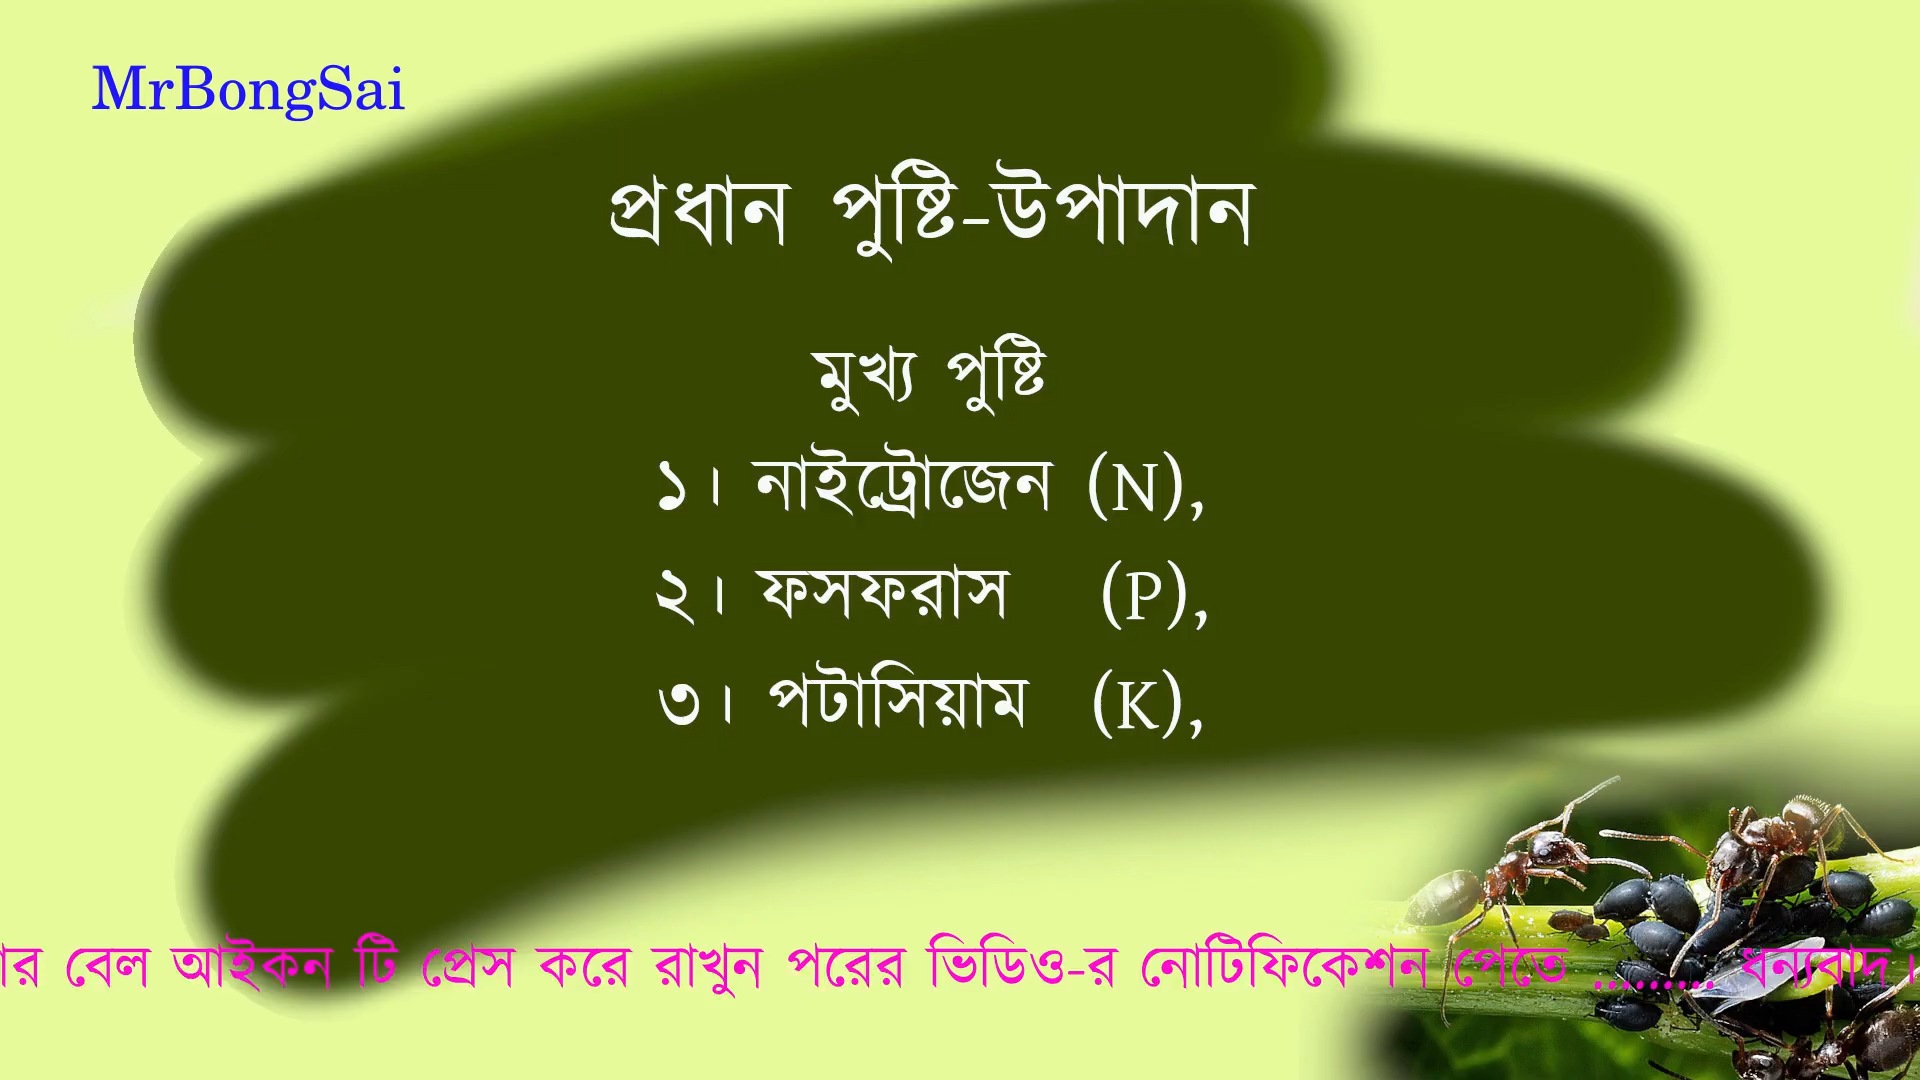 MrBongSai
প্রধান পুষ্টি-উপাদান
মুখ্য পুষ্টি
১। নাইট্রোজেন (N),
২। ফসফরাস (P),
৩। পটাসিয়াম (K),
বেল আইকন টি প্রেস করে রাখুন পরের ভিডিও-র নোটিফিকেশন পেতে ......... ধন্যবাদ।